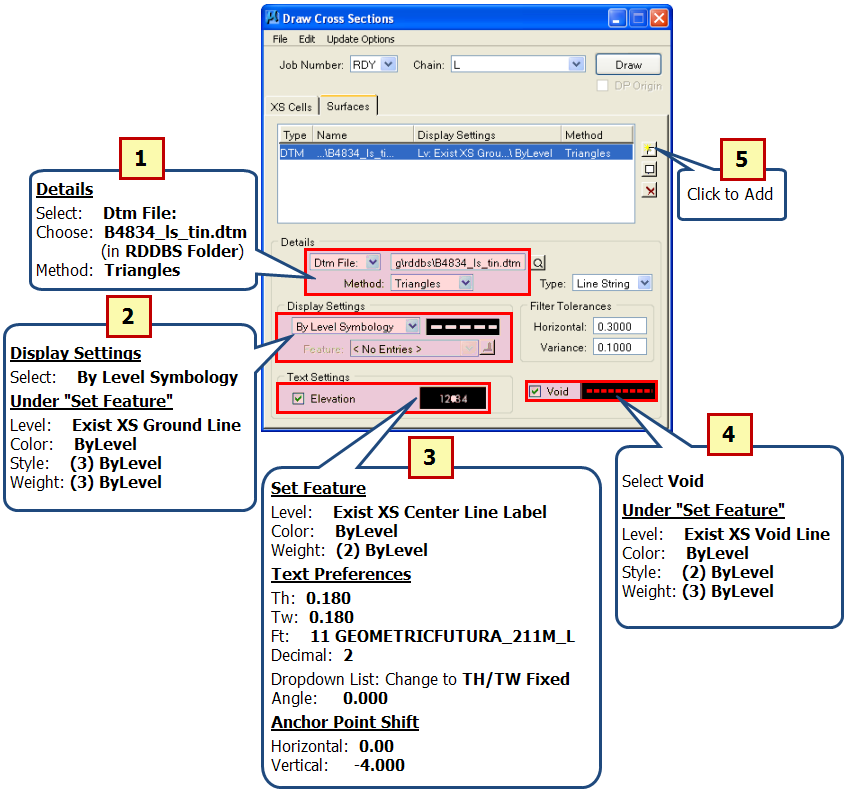 Draw Cross Sections
File Edit Update Options
Job Number: RDY Chain: L Draw
DP Origin
XS Cells Surfaces
Type Name Display Settings Method
DTM ...\B4834_ls_ti... Lv: Exist XS Grou...\ ByLevel Triangles
Details
Dtm File: g\rddbs\B4834_ls_tin.dtm
Method: Triangles Type: Line String
Display Settings
By Level Symbology
Feature: < No Entries >
Filter Tolerances
Horizontal: 0.3000
Variance: 0.1000
Text Settings
Elevation 1234
Void
1
Details
Select: Dtm File:
Choose: B4834_ls_tin.dtm
(in RDDBS Folder)
Method: Triangles
2
Display Settings
Select: By Level Symbology
Under "Set Feature"
Level: Exist XS Ground Line
Color: ByLevel
Style: (3) ByLevel
Weight: (3) ByLevel
3
Set Feature
Level: Exist XS Center Line Label
Color: ByLevel
Weight: (2) ByLevel
Text Preferences
Th: 0.180
Tw: 0.180
Ft: 11 GEOMETRICFUTURA_211M_L
Decimal: 2
Dropdown List: Change to TH/TW Fixed
Angle: 0.000
Anchor Point Shift
Horizontal: 0.00
Vertical: -4.000
4
Select Void
Under "Set Feature"
Level: Exist XS Void Line
Color: ByLevel
Style: (2) ByLevel
Weight: (3) ByLevel
5
Click to Add